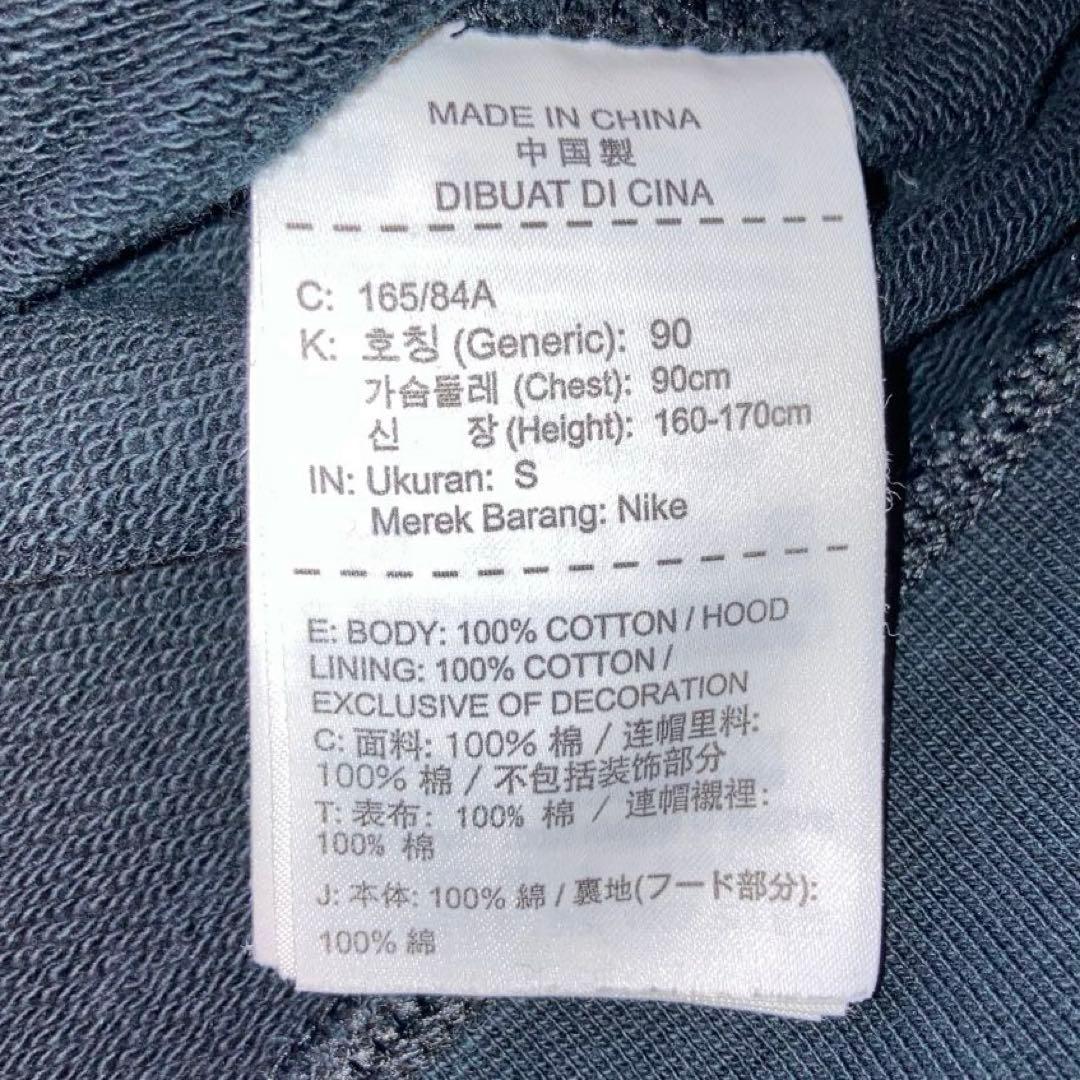 MADE IN CHINA
中国製
DIBUAT DI CINA
C: 165/84A
K: 호칭 (Generic): 90
가슴둘레 (Chest): 90cm
신 장 (Height): 160-170cm
IN: Ukuran: S
Merek Barang: Nike
E: BODY: 100% COTTON / HOOD
LINING: 100% COTTON /
EXCLUSIVE OF DECORATION
C: 面料: 100% 棉 / 连帽里料:
100% 棉 / 不包括装饰部分
T: 表布: 100% 棉 / 連帽襯裡:
100% 棉
J: 本体: 100% 綿 / 裏地(フード部分):
100% 綿